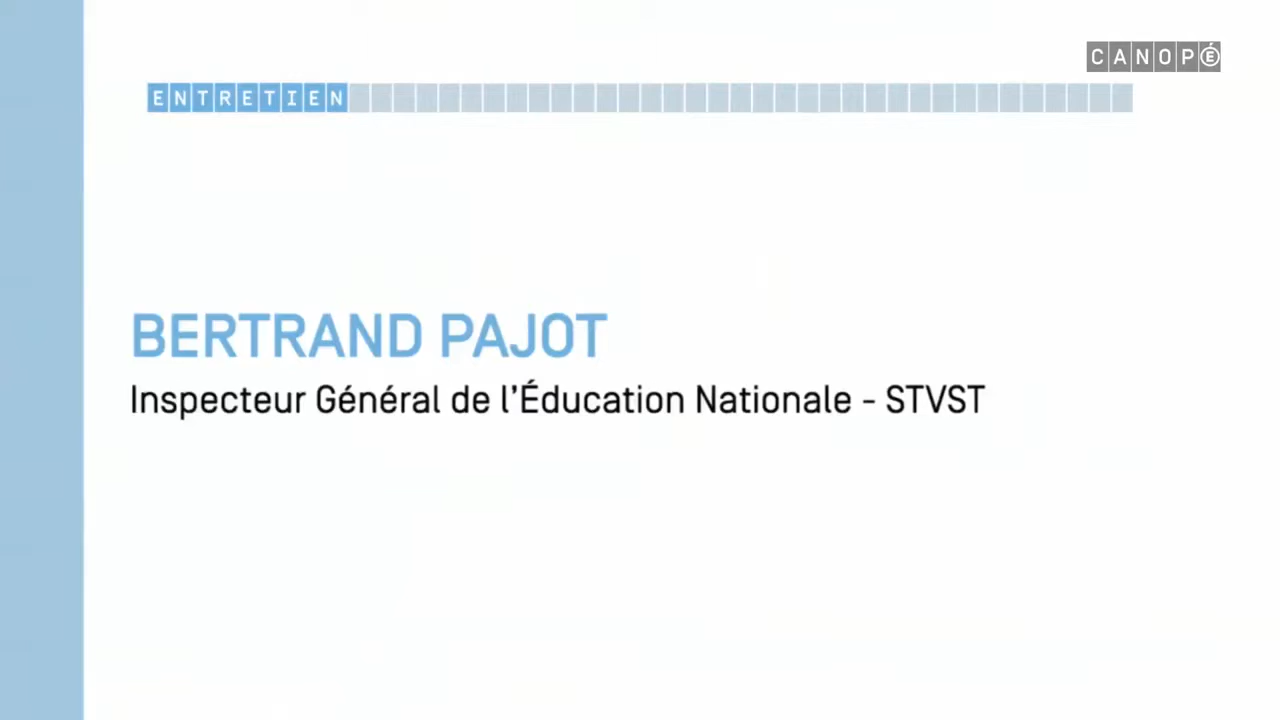 CANOPÉ
ENTRETIEN
BERTRAND PAJOT
Inspecteur Général de l'Éducation Nationale - STVST